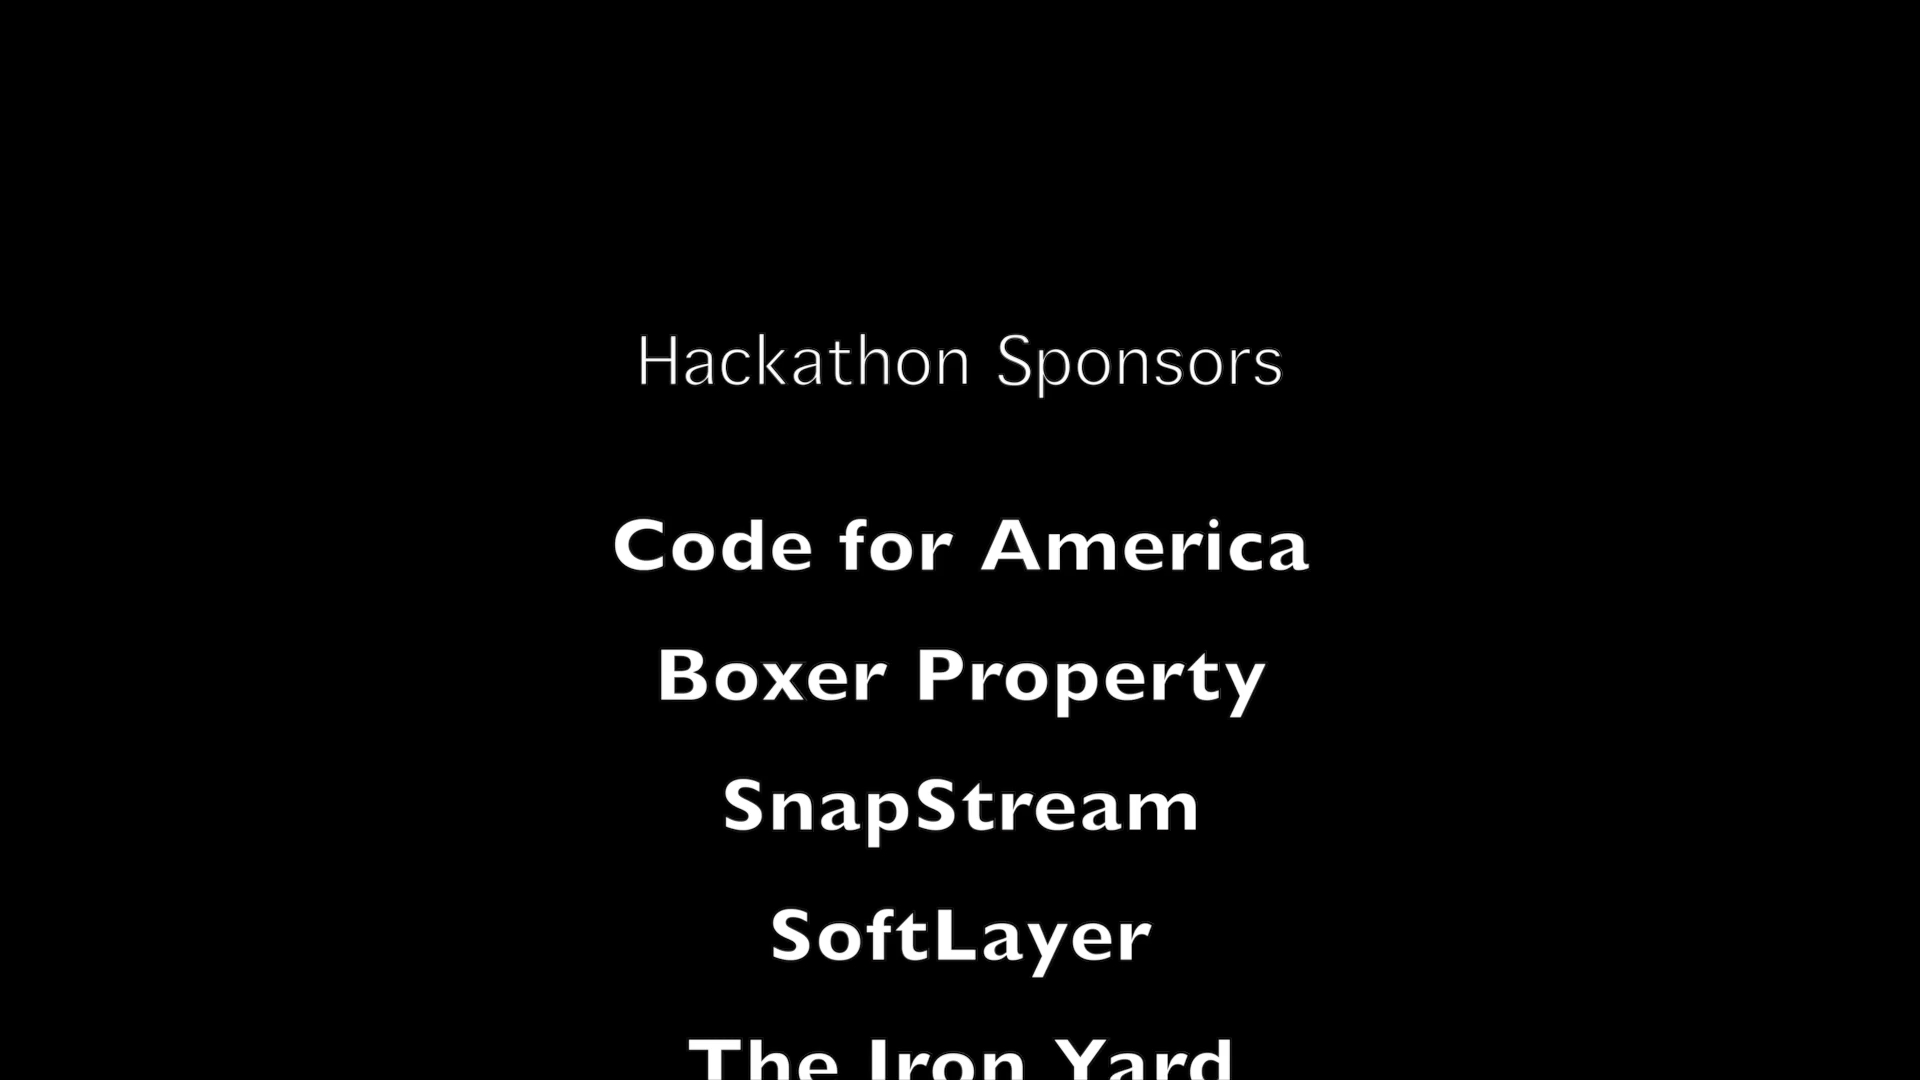 Hackathon Sponsors
Code for America
Boxer Property
SnapStream
SoftLayer
The Iron Yard